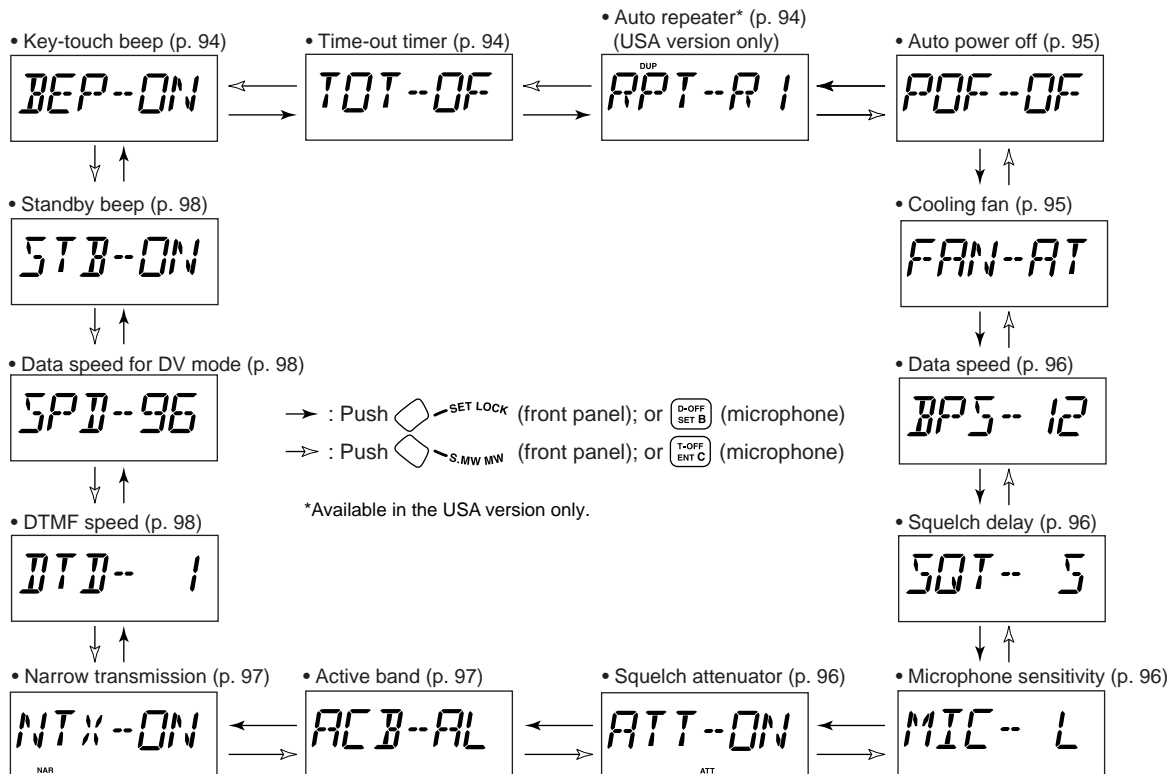 • Auto repeater* (p. 94)
• Key-touch beep (p. 94) • Time-out timer (p. 94) (USA version only) • Auto power off (p. 95)
DUP
BEP--ON TOT--OF RPT--R1 POF--OF
• Standby beep (p. 98) • Cooling fan (p. 95)
STB--ON FAN--AT
• Data speed for DV mode (p. 98) • Data speed (p. 96)
SPD--96 BPS-- 12
: Push SET LOCK (front panel); or D-OFF SET B (microphone)
: Push S.MW MW (front panel); or T-OFF ENT C (microphone)
*Available in the USA version only.
• DTMF speed (p. 98) • Squelch delay (p. 96)
DTD-- 1 SQT-- S
• Narrow transmission (p. 97) • Active band (p. 97) • Squelch attenuator (p. 96) • Microphone sensitivity (p. 96)
NTX--ON ACB--AL ATT--ON MIC-- L
NAR ATT